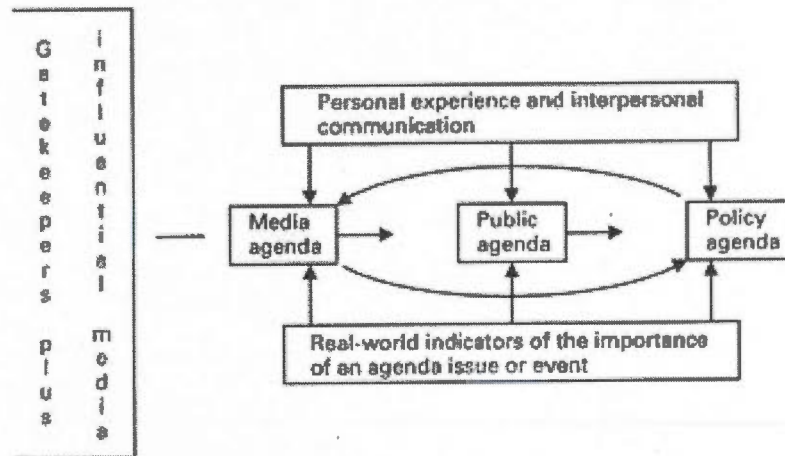 Gatekeepers plus
influential media
Personal experience and interpersonal
communication
Media
agenda
Public
agenda
Policy
agenda
Real-world indicators of the importance
of an agenda issue or event